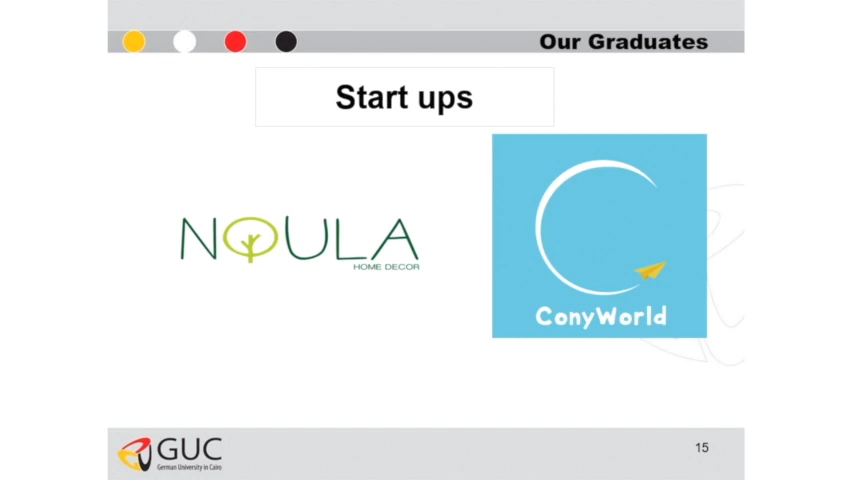 Our Graduates
Start ups
NOULA
HOME DECOR
ConyWorld
GUC
German University in Cairo
15